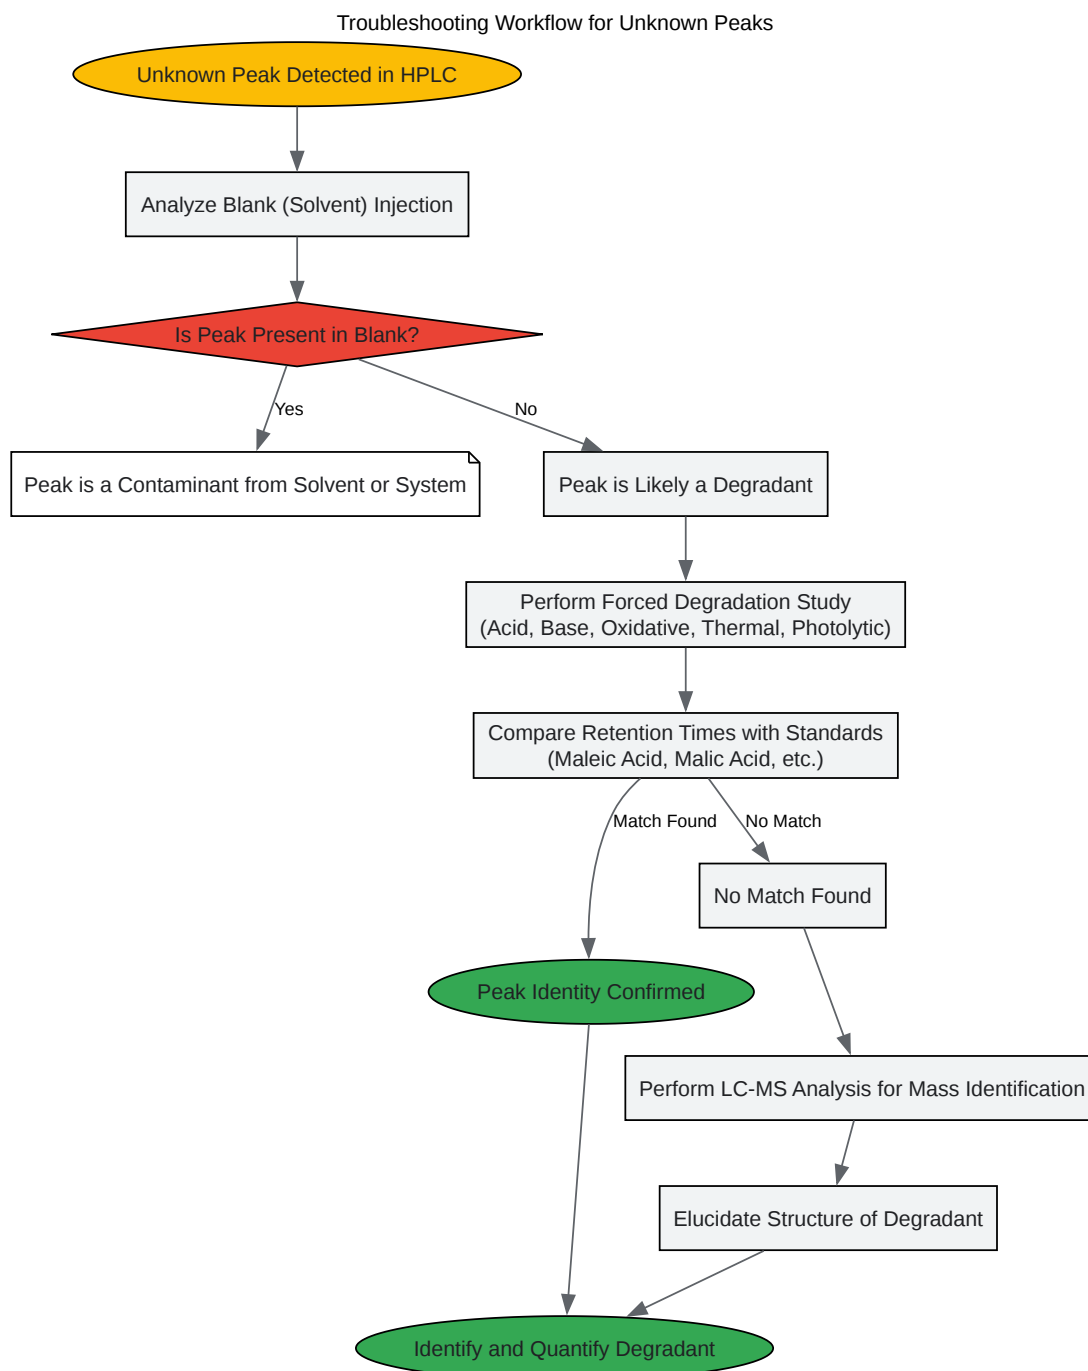 Troubleshooting Workflow for Unknown Peaks
Unknown Peak Detected in HPLC
Analyze Blank (Solvent) Injection
Is Peak Present in Blank?
Yes
No
Peak is a Contaminant from Solvent or System
Peak is Likely a Degradant
Perform Forced Degradation Study
(Acid, Base, Oxidative, Thermal, Photolytic)
Compare Retention Times with Standards
(Maleic Acid, Malic Acid, etc.)
Match Found
No Match
No Match Found
Peak Identity Confirmed
Perform LC-MS Analysis for Mass Identification
Elucidate Structure of Degradant
Identify and Quantify Degradant